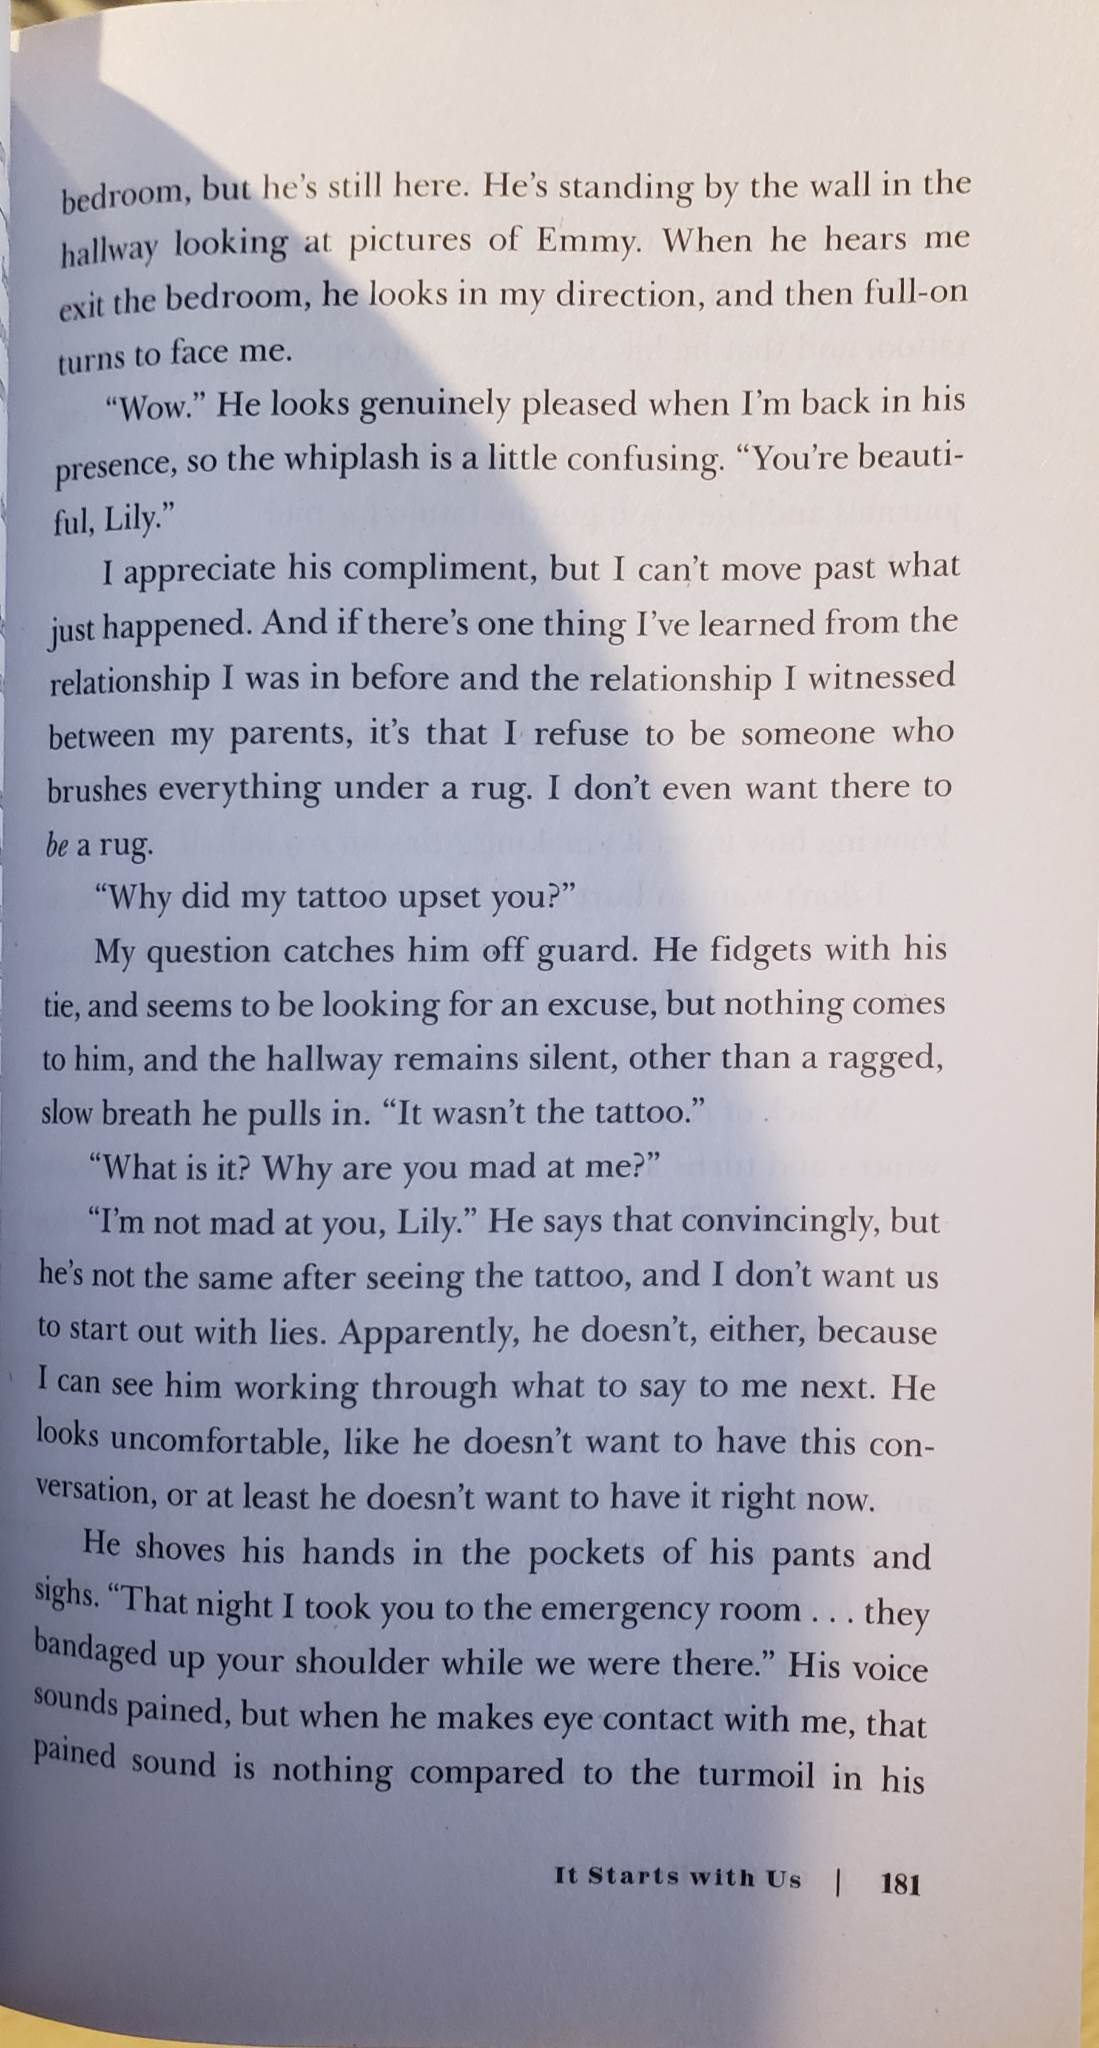 bedroom, but he's still here. He's standing by the wall in the
hallway looking at pictures of Emmy. When he hears me
exit the bedroom, he looks in my direction, and then full-on
turns to face me.
“Wow.” He looks genuinely pleased when I'm back in his
presence, so the whiplash is a little confusing. “You're beauti-
ful, Lily.”
I appreciate his compliment, but I can't move past what
just happened. And if there's one thing I've learned from the
relationship I was in before and the relationship I witnessed
between my parents, it's that I refuse to be someone who
brushes everything under a rug. I don't even want there to
be a rug.
“Why did my tattoo upset you?”
My question catches him off guard. He fidgets with his
tie, and seems to be looking for an excuse, but nothing comes
to him, and the hallway remains silent, other than a ragged,
slow breath he pulls in. “It wasn't the tattoo.”
“What is it? Why are you mad at me?”
“I'm not mad at you, Lily.” He says that convincingly, but
he's not the same after seeing the tattoo, and I don't want us
to start out with lies. Apparently, he doesn't, either, because
I can see him working through what to say to me next. He
looks uncomfortable, like he doesn't want to have this con-
versation, or at least he doesn't want to have it right now.
He shoves his hands in the pockets of his pants and
sighs. “That night I took you to the emergency room . . . they
bandaged up your shoulder while we were there.” His voice
sounds pained, but when he makes eye contact with me, that
pained sound is nothing compared to the turmoil in his
It Starts with Us | 181